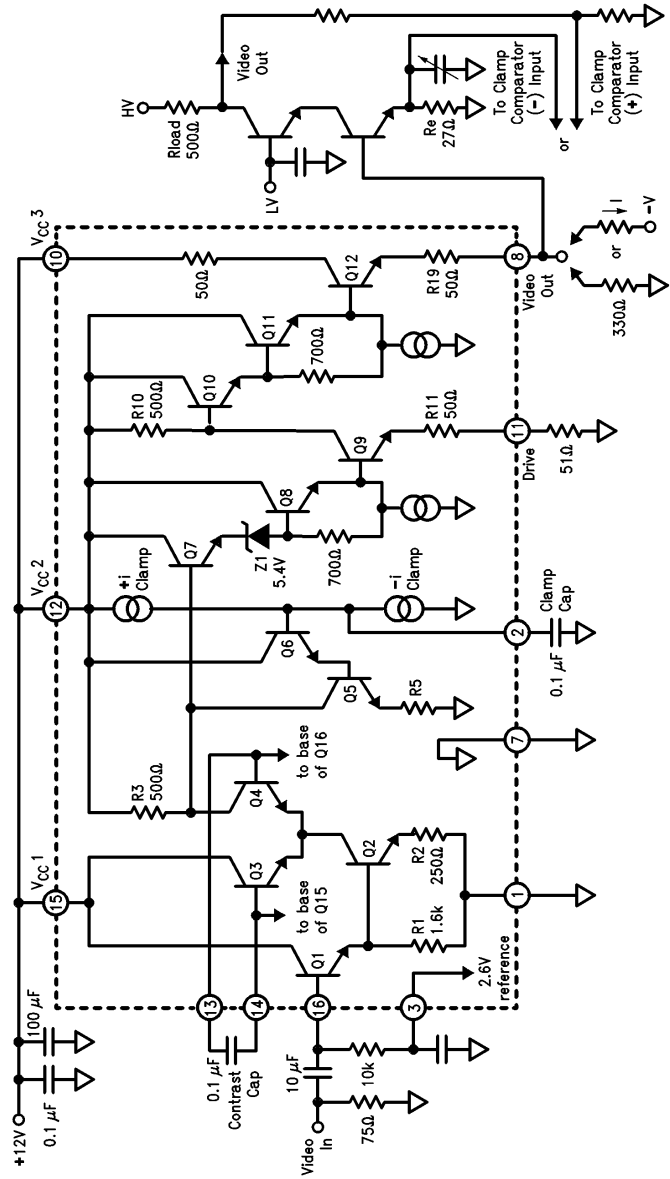 +12V
0.1 μF
100 μF
VCC 1
15
VCC 2
12
VCC 3
10
HV
Rload
500Ω
Video
Out
LV
Re
27Ω
To Clamp
Comparator
(−) Input
or
To Clamp
Comparator
(+) Input
R3
500Ω
+i
Clamp
R10
500Ω
50Ω
Q7
Q10
Q11
Z1
5.4V
Q8
700Ω
700Ω
Q12
Q9
R19
50Ω
R11
50Ω
13
0.1 μF
Contrast
Cap
14
Q3
Q4
to base
of Q15
to base
of Q16
Q6
Q5
R5
−i
Clamp
Video
In
75Ω
10 μF
10k
16
3
Q1
Q2
R1
1.6k
R2
250Ω
2.6V
reference
1
7
2
0.1 μF
Clamp
Cap
11
Drive
51Ω
8
Video
Out
330Ω
or
I
−V